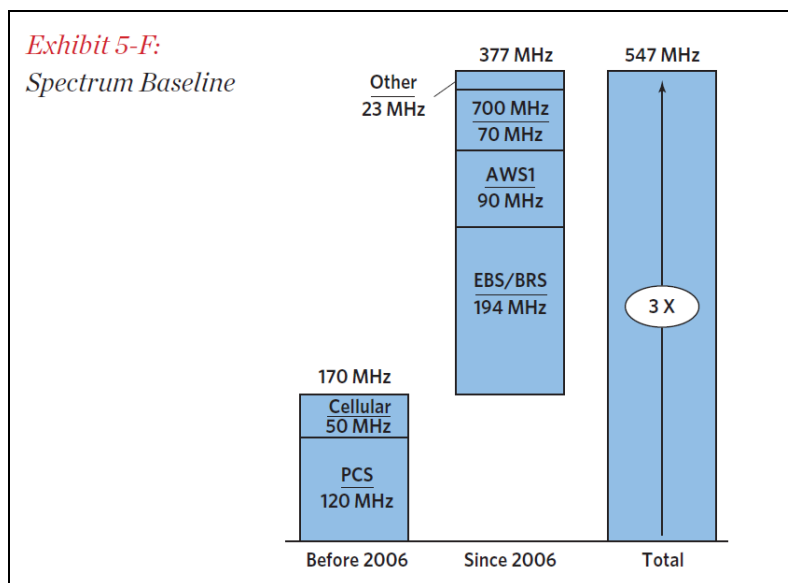 Exhibit 5-F:
Spectrum Baseline
377 MHz
547 MHz
Other
23 MHz
700 MHz
70 MHz
AWS1
90 MHz
EBS/BRS
194 MHz
3 X
170 MHz
Cellular
50 MHz
PCS
120 MHz
Before 2006
Since 2006
Total